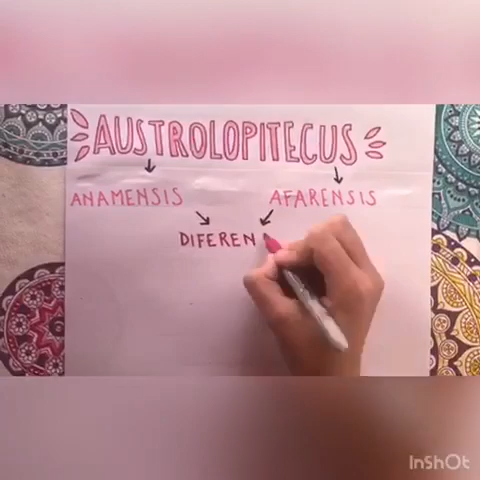 AUSTROLOPITECUS
ANAMENSIS AFARENSIS
DIFEREN
InShOt